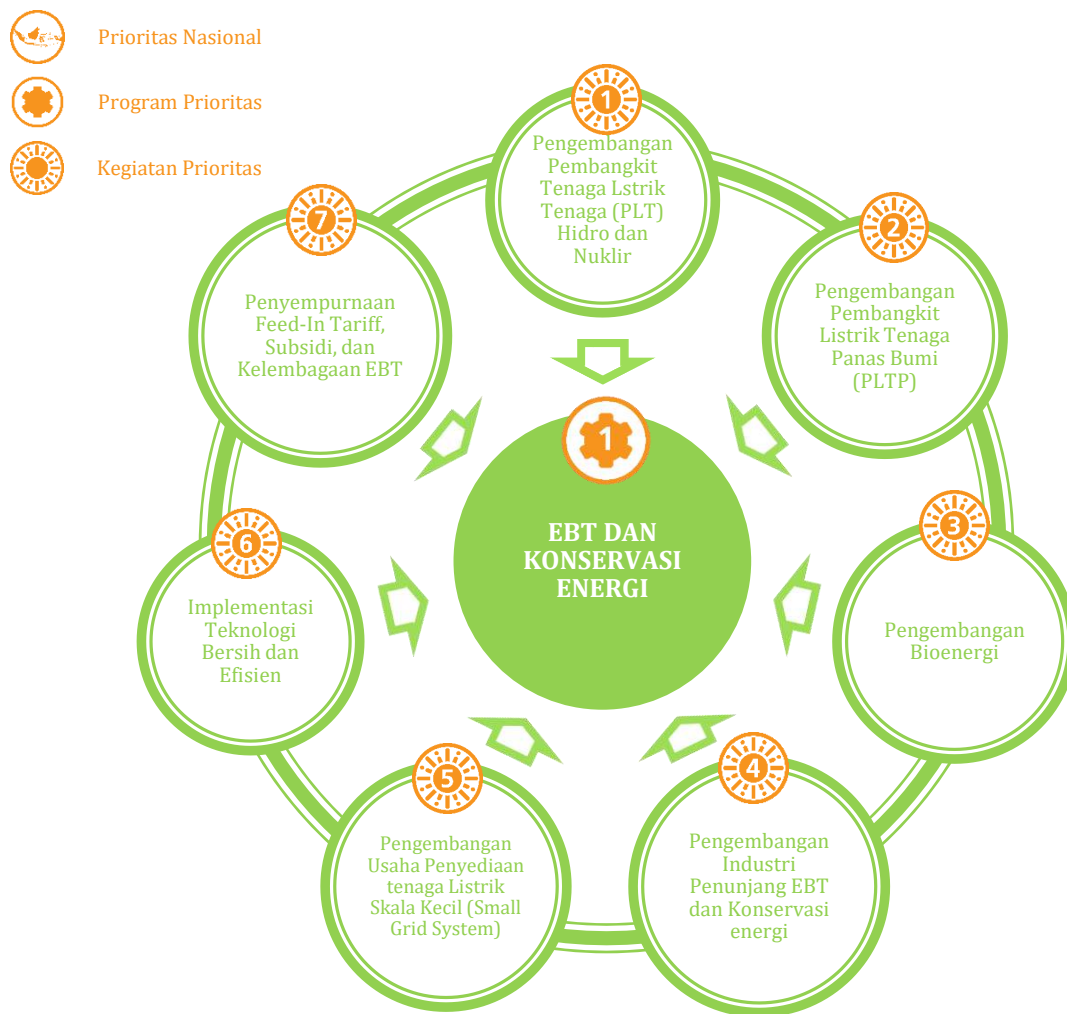 Prioritas Nasional
Program Prioritas
Kegiatan Prioritas
1
Pengembangan
Pembangkit
Tenaga Lstrik
Tenaga (PLT)
Hidro dan
Nuklir
2
Pengembangan
Pembangkit
Listrik Tenaga
Panas Bumi
(PLTP)
3
Pengembangan
Bioenergi
4
Pengembangan
Industri
Penunjang EBT
dan Konservasi
energi
5
Pengembangan
Usaha Penyediaan
tenaga Listrik
Skala Kecil (Small
Grid System)
6
Implementasi
Teknologi
Bersih dan
Efisien
7
Penyempurnaan
Feed-In Tariff,
Subsidi, dan
Kelembagaan EBT
1
EBT DAN
KONSERVASI
ENERGI